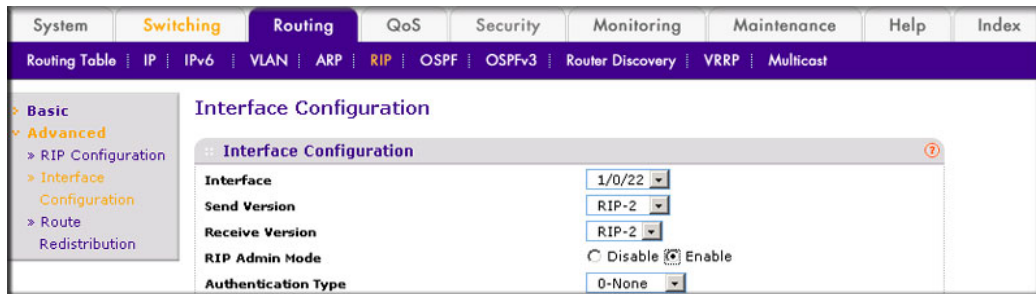 System Switching Routing QoS Security Monitoring Maintenance Help Index
Routing Table IP IPv6 VLAN ARP RIP OSPF OSPFv3 Router Discovery VRRP Multicast
Basic
Advanced
» RIP Configuration
» Interface
Configuration
» Route
Redistribution
Interface Configuration
Interface Configuration ?
Interface 1/0/22
Send Version RIP-2
Receive Version RIP-2
RIP Admin Mode Disable Enable
Authentication Type 0-None